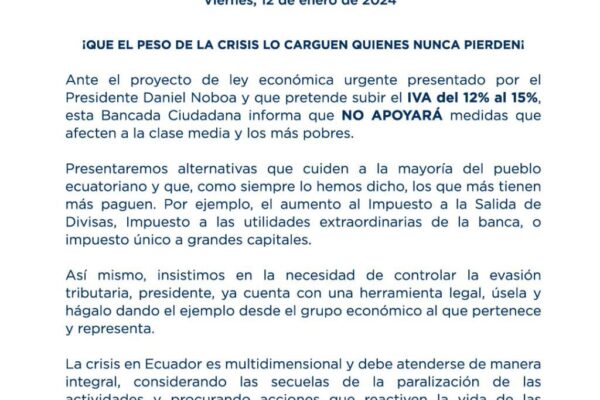 Viernes, 12 de enero de 2024
¡QUE EL PESO DE LA CRISIS LO CARGUEN QUIENES NUNCA PIERDEN¡
Ante el proyecto de ley económica urgente presentado por el
Presidente Daniel Noboa y que pretende subir el IVA del 12% al 15%,
esta Bancada Ciudadana informa que NO APOYARÁ medidas que
afecten a la clase media y los más pobres.
Presentaremos alternativas que cuiden a la mayoría del pueblo
ecuatoriano y que, como siempre lo hemos dicho, los que más tienen
más paguen. Por ejemplo, el aumento al Impuesto a la Salida de
Divisas, Impuesto a las utilidades extraordinarias de la banca, o
impuesto único a grandes capitales.
Así mismo, insistimos en la necesidad de controlar la evasión
tributaria, presidente, ya cuenta con una herramienta legal, úsela y
hágalo dando el ejemplo desde el grupo económico al que pertenece
y representa.
La crisis en Ecuador es multidimensional y debe atenderse de manera
integral, considerando las secuelas de la paralización de las
actividades y procurando acciones que reactiven la vida de las